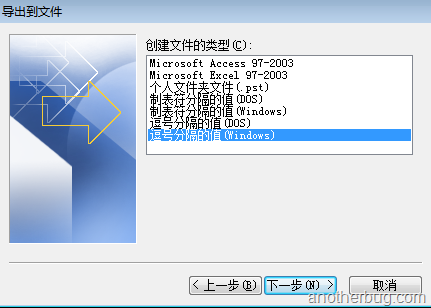 导出到文件
创建文件的类型(C):
Microsoft Access 97-2003
Microsoft Excel 97-2003
个人文件夹文件(.pst)
制表符分隔的值(DOS)
制表符分隔的值(Windows)
逗号分隔的值(DOS)
逗号分隔的值(Windows)
< 上一步(B) 下一步(N) > 取消
anotherbug.com